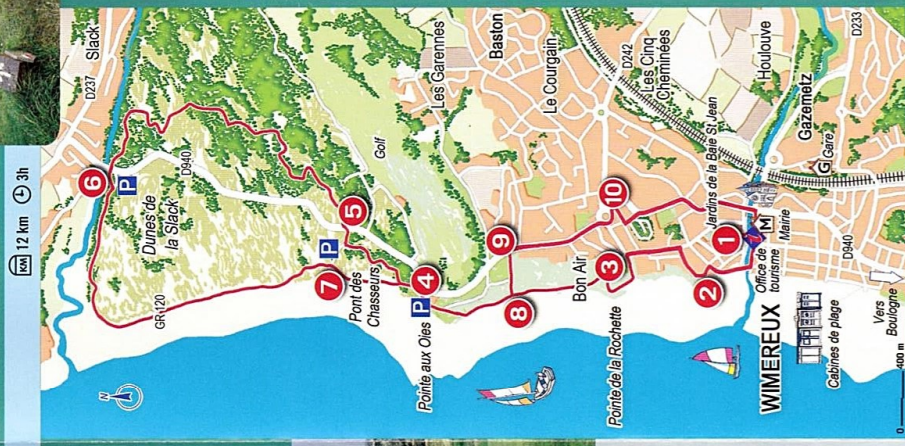 KM 12 km 3h
Slack
D237
6
P
Dunes de
la Slack
D940
GR 120
N
Golf
Les Garennes
Baston
Le Courgain
D242
Les Cinq
Cheminées
Houlouve
D233
Gazemetz
G Gare
5
P
7
Pont des
Chasseurs
4
P
Pointe aux Oies
9
8
10
Bon Air
3
Pointe de la Rochette
Jardins de la Baie St Jean
1
2
M
Mairie
Office de
tourisme
WIMEREUX
Cabines de plage
D940
Vers
Boulogne
0 400 m